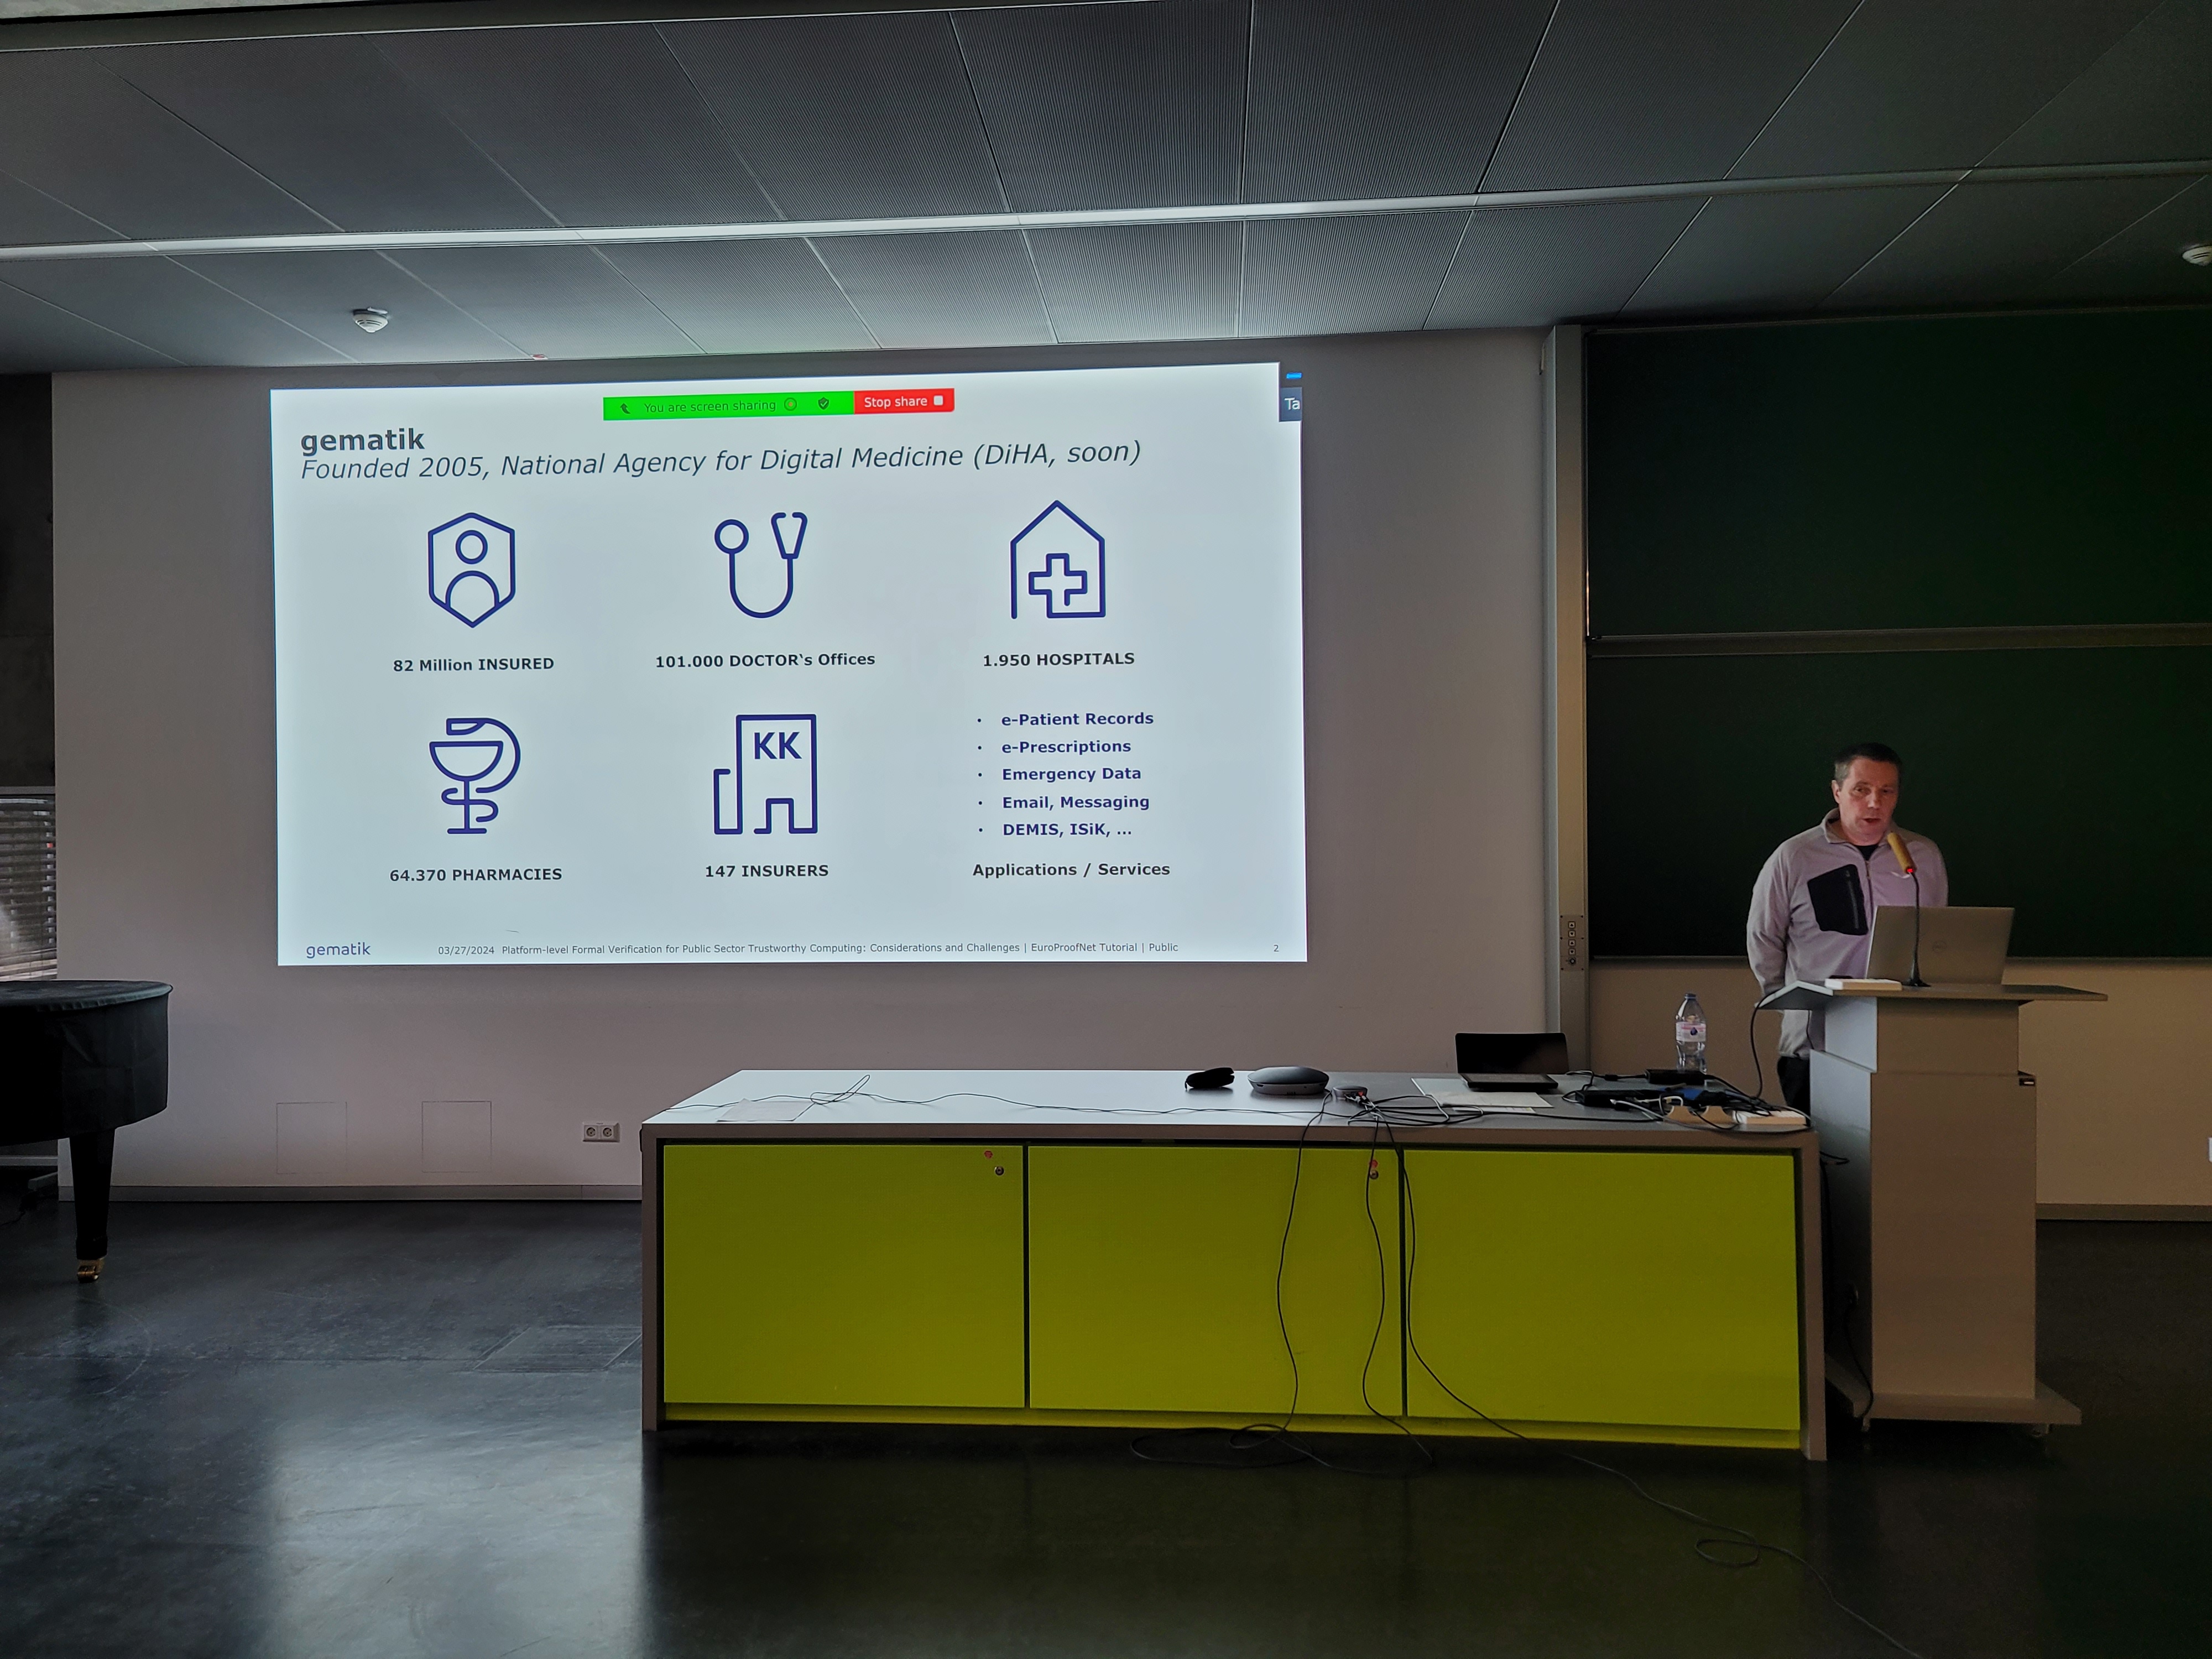 You are screen sharing Stop share
Ta
gematik
Founded 2005, National Agency for Digital Medicine (DiHA, soon)
82 Million INSURED
101.000 DOCTOR‘s Offices
1.950 HOSPITALS
KK
64.370 PHARMACIES
147 INSURERS
• e-Patient Records
• e-Prescriptions
• Emergency Data
• Email, Messaging
• DEMIS, ISiK, ...
Applications / Services
gematik 03/27/2024 Platform-level Formal Verification for Public Sector Trustworthy Computing: Considerations and Challenges | EuroProofNet Tutorial | Public 2